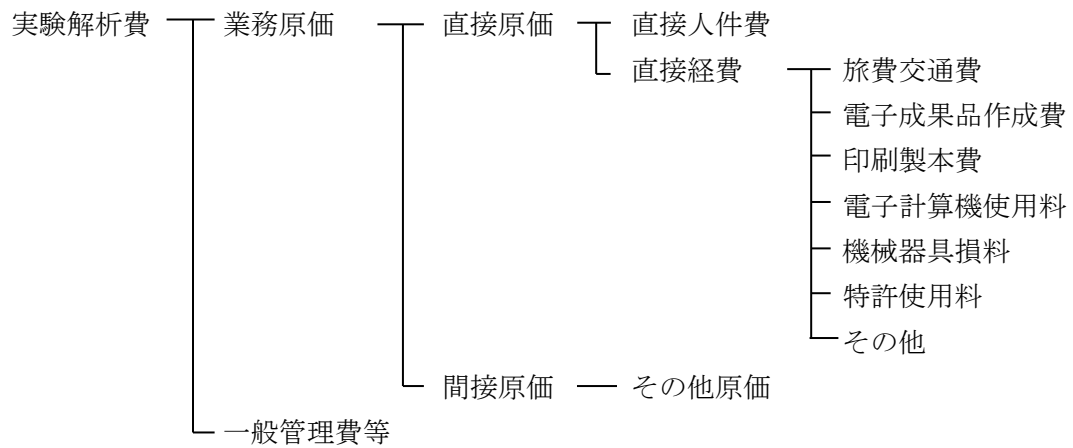 実験解析費 業務原価 直接原価 直接人件費
直接経費 旅費交通費
電子成果品作成費
印刷製本費
電子計算機使用料
機械器具損料
特許使用料
その他
間接原価 その他原価
一般管理費等